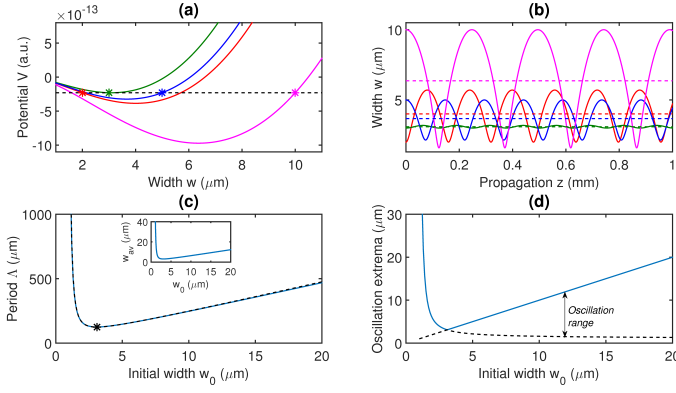 (a)
×10⁻¹³
5
0
-5
-10
Potential V (a.u.)
2
4
6
8
10
Width w (μm)
(b)
10
5
0
Width w (μm)
0
0.2
0.4
0.6
0.8
1
Propagation z (mm)
(c)
1000
500
0
Period Λ (μm)
40
20
0
w_av (μm)
0
5
10
15
20
w₀ (μm)
0
5
10
15
20
Initial width w₀ (μm)
(d)
30
20
10
0
Oscillation extrema (μm)
Oscillation
range
0
5
10
15
20
Initial width w₀ (μm)